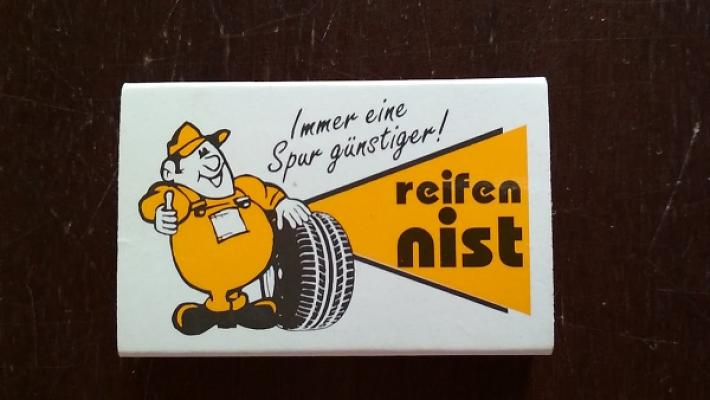 Immer eine
Spur günstiger!
reifen
nist